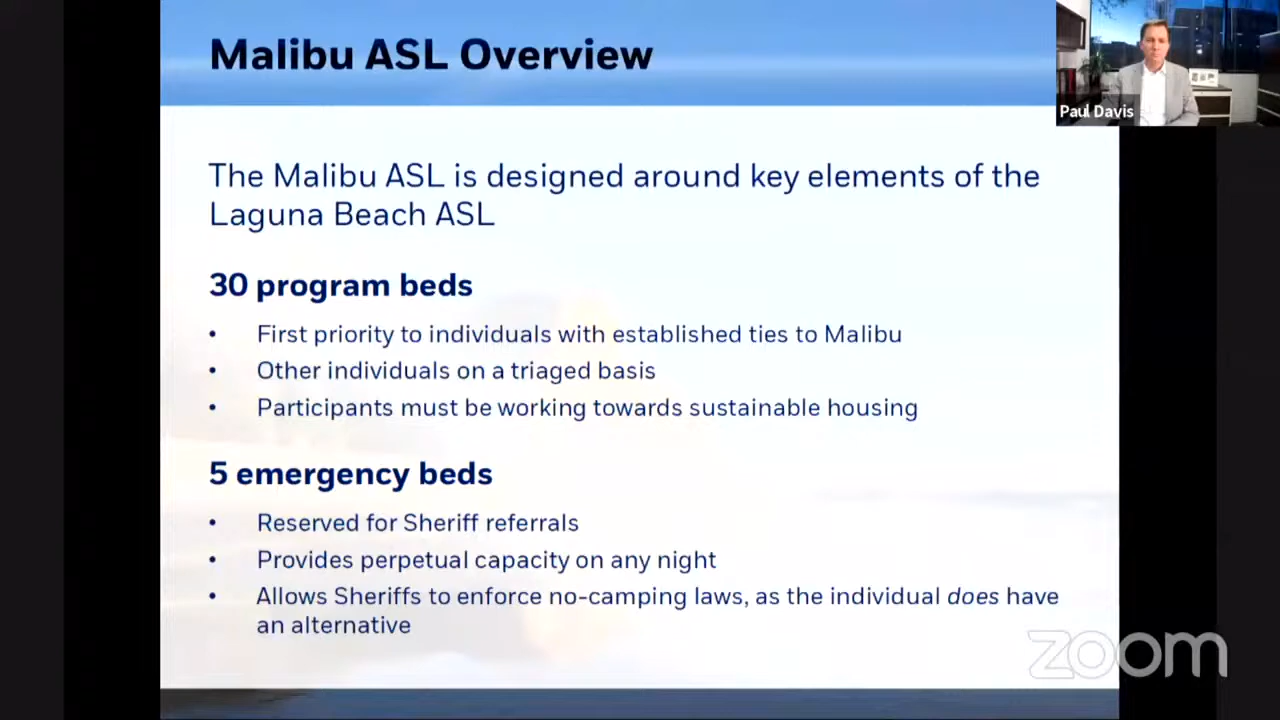 Malibu ASL Overview
Paul Davis
The Malibu ASL is designed around key elements of the
Laguna Beach ASL
30 program beds
• First priority to individuals with established ties to Malibu
• Other individuals on a triaged basis
• Participants must be working towards sustainable housing
5 emergency beds
• Reserved for Sheriff referrals
• Provides perpetual capacity on any night
• Allows Sheriffs to enforce no-camping laws, as the individual does have
an alternative
zoom